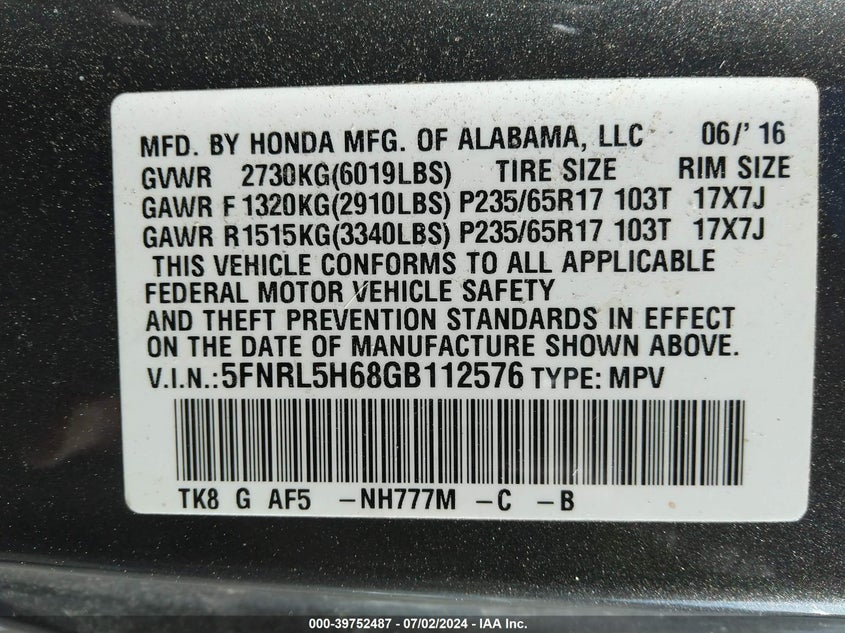 MFD. BY HONDA MFG. OF ALABAMA, LLC 06/' 16
GVWR 2730KG(6019LBS) TIRE SIZE RIM SIZE
GAWR F 1320KG(2910LBS) P235/65R17 103T 17X7J
GAWR R1515KG(3340LBS) P235/65R17 103T 17X7J
THIS VEHICLE CONFORMS TO ALL APPLICABLE
FEDERAL MOTOR VEHICLE SAFETY
AND THEFT PREVENTION STANDARDS IN EFFECT
ON THE DATE OF MANUFACTURE SHOWN ABOVE.
V.I.N.:5FNRL5H68GB112576 TYPE: MPV
TK8 G AF5 –NH777M –C –B
000-39752487 - 07/02/2024 - IAA Inc.